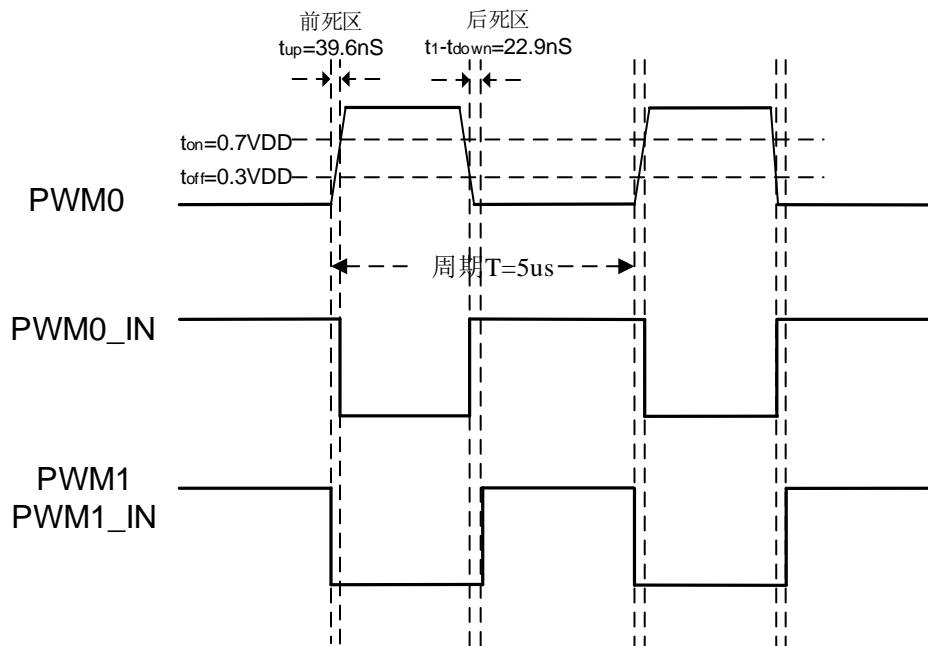 前死区
tup=39.6nS
后死区
t1-tdown=22.9nS
ton=0.7VDD
toff=0.3VDD
PWM0
周期T=5us
PWM0_IN
PWM1
PWM1_IN